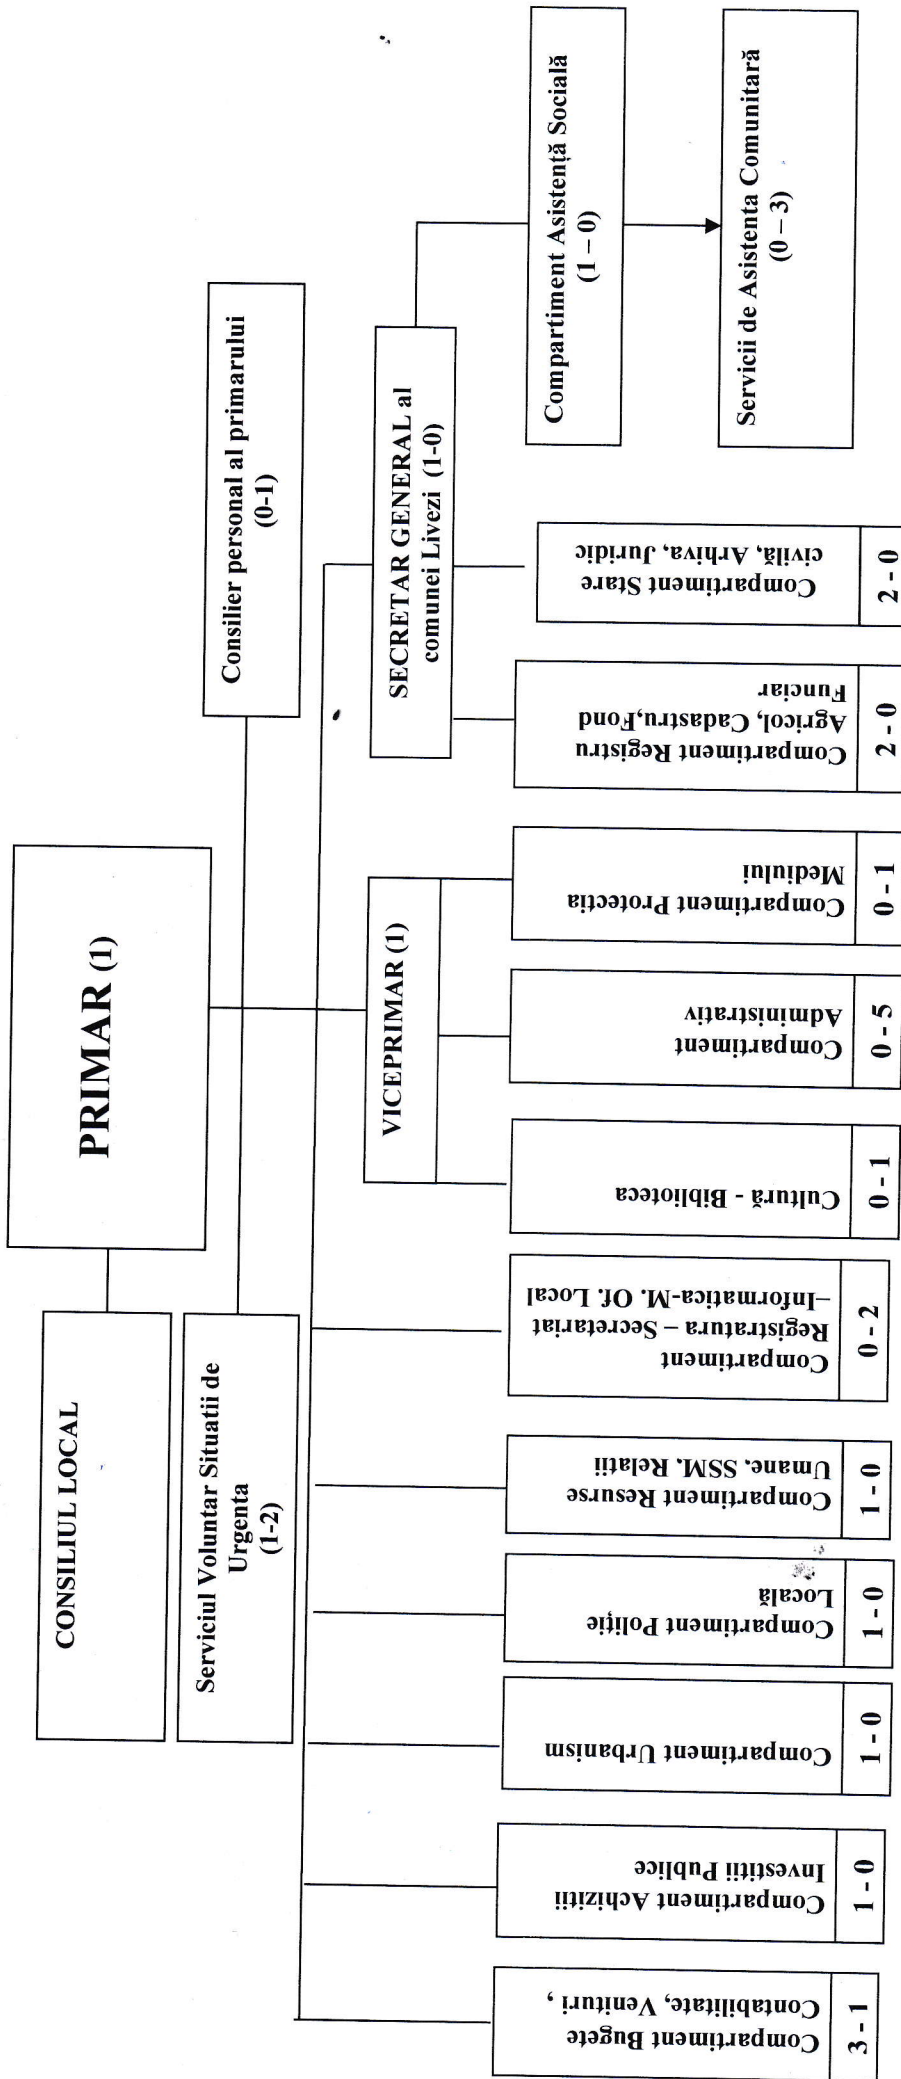 PRIMAR (1)
CONSILIUL LOCAL
Consilier personal al primarului
(0-1)
Serviciul Voluntar Situatii de
Urgenta
(1-2)
SECRETAR GENERAL al
comunei Livezi (1-0)
VICEPRIMAR (1)
Compartiment Asistență Socială
(1 – 0)
Servicii de Asistenta Comunitară
(0 – 3)
Compartiment Bugete
Contabilitate, Venituri ,
3 - 1
Compartiment Achizitii
Investitii Publice
1 - 0
Compartiment Urbanism
1 - 0
Compartiment Poliție
Locală
1 - 0
Compartiment Resurse
Umane. SSM. Relatii
1 - 0
Compartiment
Registratura – Secretariat
–Informatica-M. Of. Local
0 - 2
Cultură - Biblioteca
0 - 1
Compartiment
Administrativ
0 - 5
Compartiment Protectia
Mediului
0 - 1
Compartiment Registru
Agricol, Cadastru,Fond
Funciar
2 - 0
Compartiment Stare
civilă, Arhiva, Juridic
2 - 0